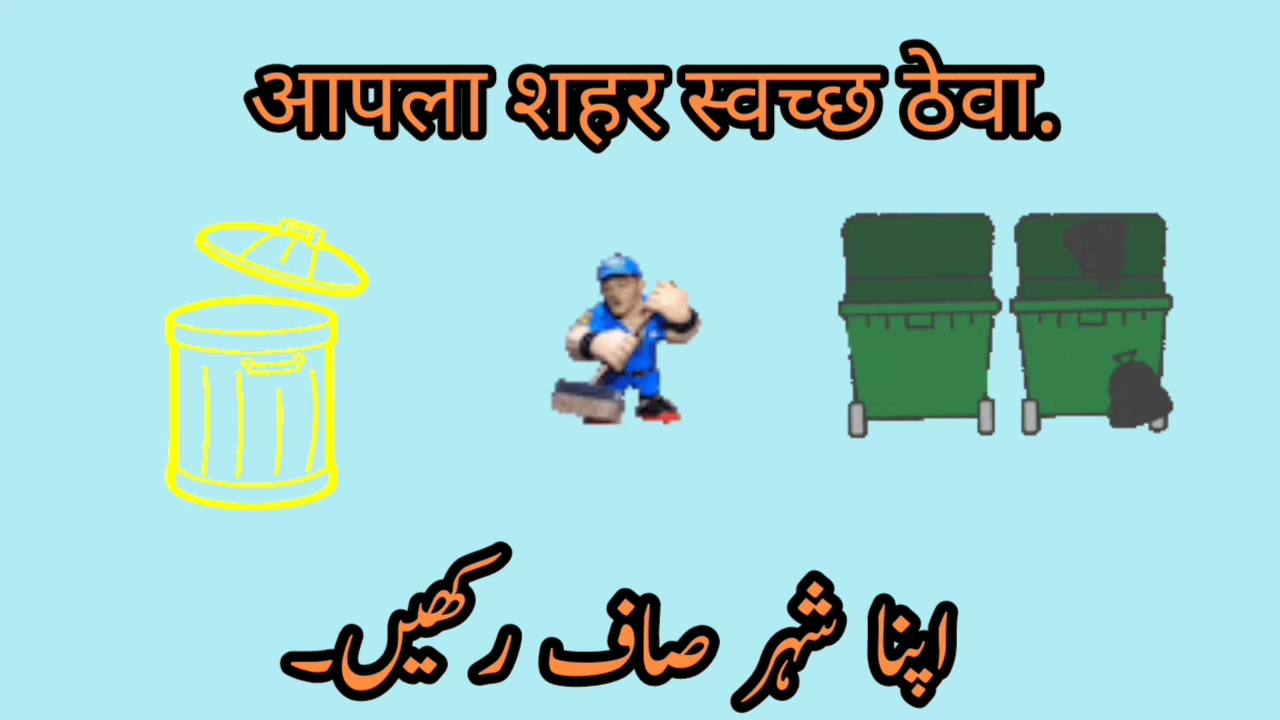 आपला शहर स्वच्छ ठेवा.
اپنا شہر صاف رکھیں۔